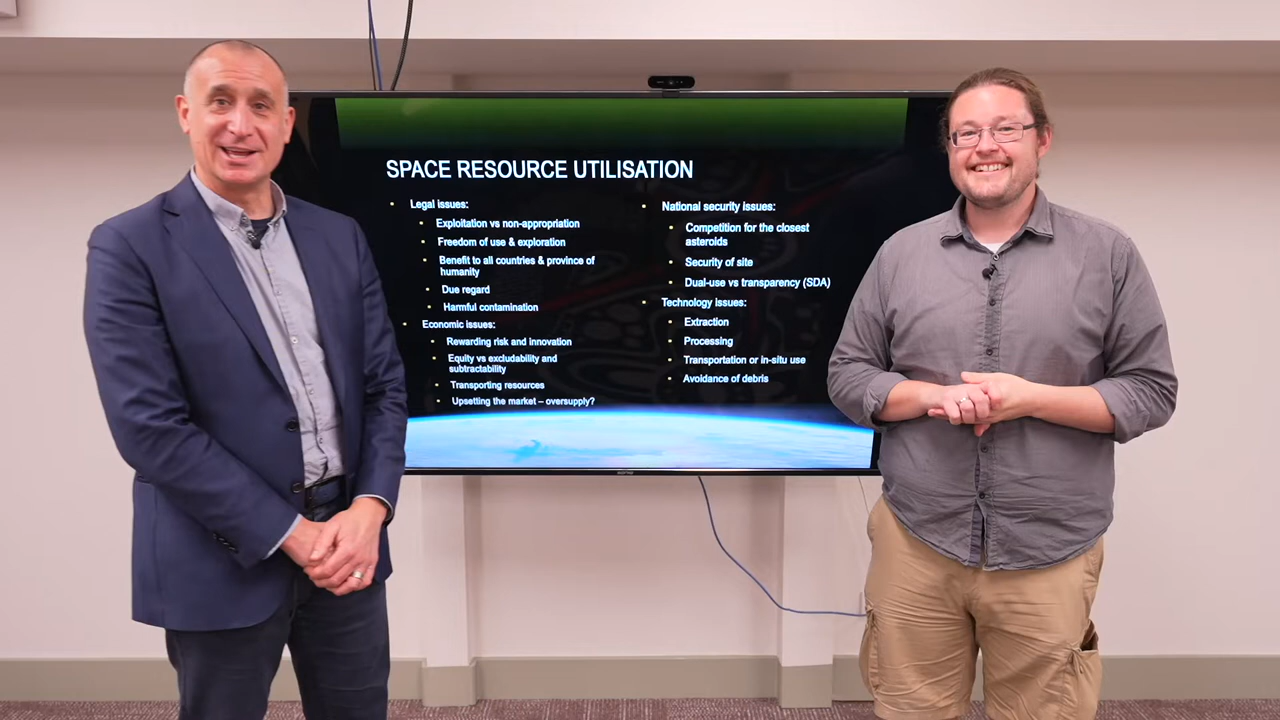 SPACE RESOURCE UTILISATION
Legal issues:
Exploitation vs non-appropriation
Freedom of use & exploration
Benefit to all countries & province of
humanity
Due regard
Harmful contamination
Economic issues:
Rewarding risk and innovation
Equity vs excludability and
subtractability
Transporting resources
Upsetting the market – oversupply?
National security issues:
Competition for the closest
asteroids
Security of site
Dual-use vs transparency (SDA)
Technology issues:
Extraction
Processing
Transportation or in-situ use
Avoidance of debris